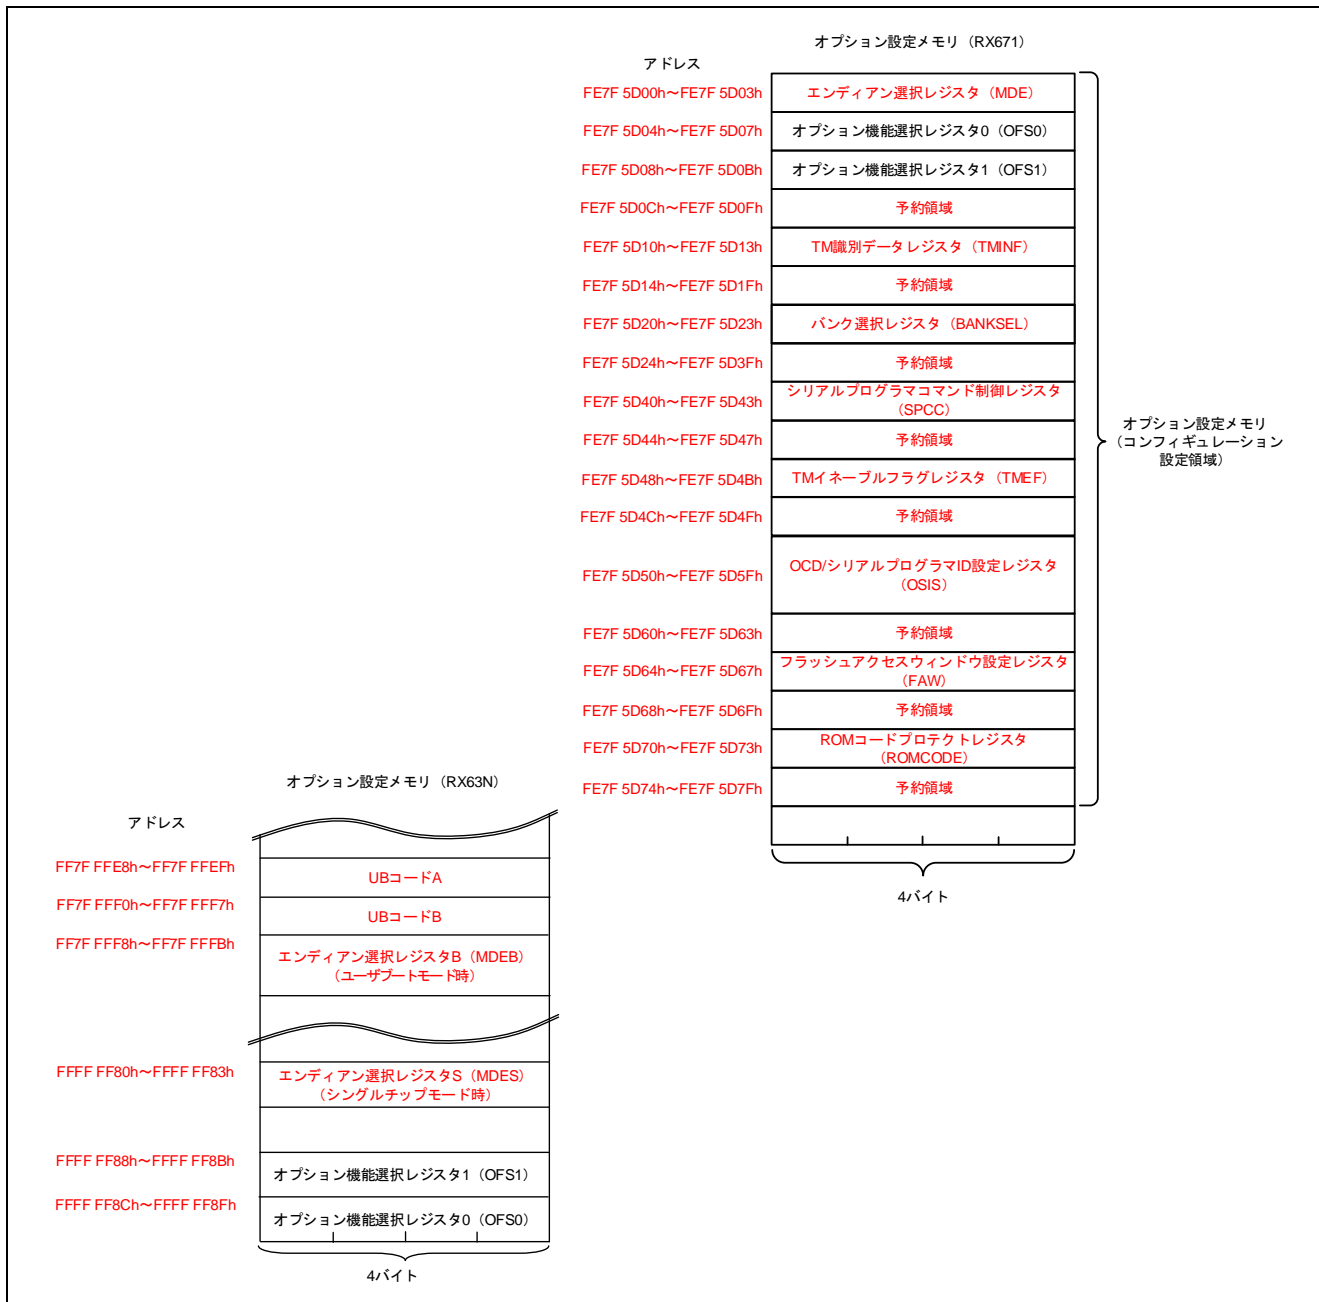 オプション設定メモリ（RX671）
アドレス
FE7F 5D00h～FE7F 5D03h エンディアン選択レジスタ（MDE）
FE7F 5D04h～FE7F 5D07h オプション機能選択レジスタ0（OFS0）
FE7F 5D08h～FE7F 5D0Bh オプション機能選択レジスタ1（OFS1）
FE7F 5D0Ch～FE7F 5D0Fh 予約領域
FE7F 5D10h～FE7F 5D13h TM識別データレジスタ（TMINF）
FE7F 5D14h～FE7F 5D1Fh 予約領域
FE7F 5D20h～FE7F 5D23h バンク選択レジスタ（BANKSEL）
FE7F 5D24h～FE7F 5D3Fh 予約領域
FE7F 5D40h～FE7F 5D43h シリアルプログラマコマンド制御レジスタ
（SPCC）
FE7F 5D44h～FE7F 5D47h 予約領域
FE7F 5D48h～FE7F 5D4Bh TMイネーブルフラグレジスタ（TMEF）
FE7F 5D4Ch～FE7F 5D4Fh 予約領域
FE7F 5D50h～FE7F 5D5Fh OCD/シリアルプログラマID設定レジスタ
（OSIS）
FE7F 5D60h～FE7F 5D63h 予約領域
FE7F 5D64h～FE7F 5D67h フラッシュアクセスウィンドウ設定レジスタ
（FAW）
FE7F 5D68h～FE7F 5D6Fh 予約領域
FE7F 5D70h～FE7F 5D73h ROMコードプロテクトレジスタ
（ROMCODE）
FE7F 5D74h～FE7F 5D7Fh 予約領域
オプション設定メモリ
（コンフィギュレーション
設定領域）
4バイト
オプション設定メモリ（RX63N）
アドレス
FF7F FFE8h～FF7F FFEFh UBコードA
FF7F FFF0h～FF7F FFF7h UBコードB
FF7F FFF8h～FF7F FFFBh エンディアン選択レジスタB（MDEB）
（ユーザブートモード時）
FFFF FF80h～FFFF FF83h エンディアン選択レジスタS（MDES）
（シングルチップモード時）
FFFF FF88h～FFFF FF8Bh オプション機能選択レジスタ1（OFS1）
FFFF FF8Ch～FFFF FF8Fh オプション機能選択レジスタ0（OFS0）
4バイト